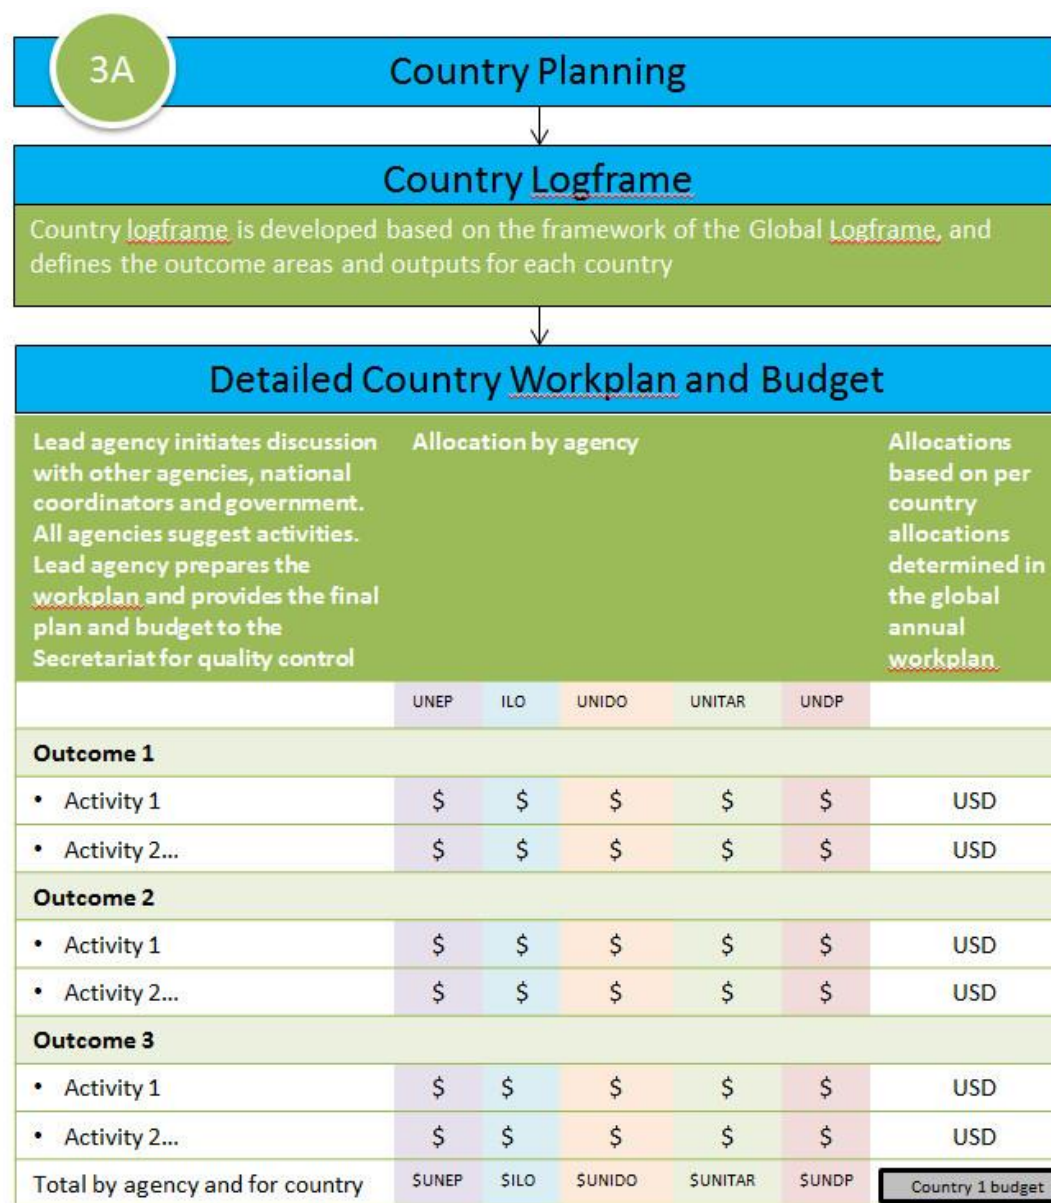 3A
Country Planning
Country Logframe
Country logframe is developed based on the framework of the Global Logframe, and
defines the outcome areas and outputs for each country
Detailed Country Workplan and Budget
Lead agency initiates discussion
with other agencies, national
coordinators and government.
All agencies suggest activities.
Lead agency prepares the
workplan and provides the final
plan and budget to the
Secretariat for quality control
Allocation by agency
Allocations
based on per
country
allocations
determined in
the global
annual
workplan
UNEP ILO UNIDO UNITAR UNDP
Outcome 1
• Activity 1 $ $ $ $ $ USD
• Activity 2... $ $ $ $ $ USD
Outcome 2
• Activity 1 $ $ $ $ $ USD
• Activity 2... $ $ $ $ $ USD
Outcome 3
• Activity 1 $ $ $ $ $ USD
• Activity 2... $ $ $ $ $ USD
Total by agency and for country $UNEP $ILO $UNIDO $UNITAR $UNDP Country 1 budget